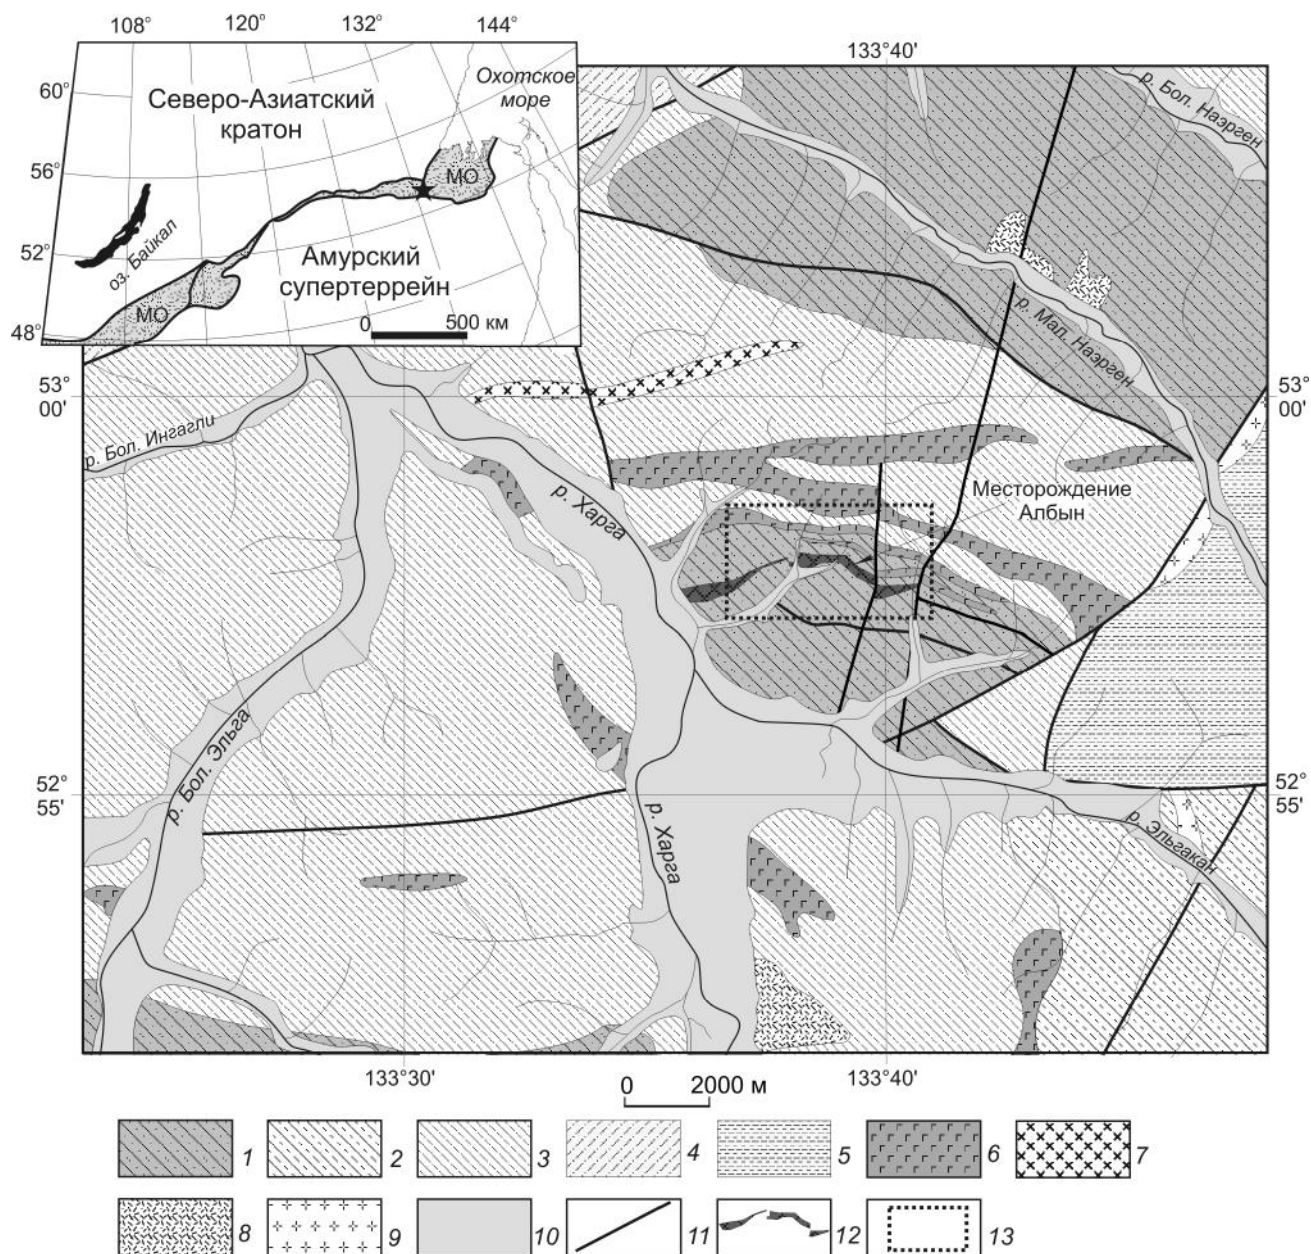 108°
120°
132°
144°
60°
56°
52°
48°
Охотское
море
Северо-Азиатский
кратон
МО
оз. Байкал
Амурский
супертеррейн
МО
0
500 км
133°40'
р. Бол. Наэрген
р. Мал. Наэрген
53°
00'
53°
00'
р. Бол. Ингагли
р. Харга
Месторождение
Албын
р. Бол. Эльга
52°
55'
52°
55'
р. Харга
р. Эльгакан
133°30'
133°40'
0
2000 м
1
2
3
4
5
6
7
8
9
10
11
12
13